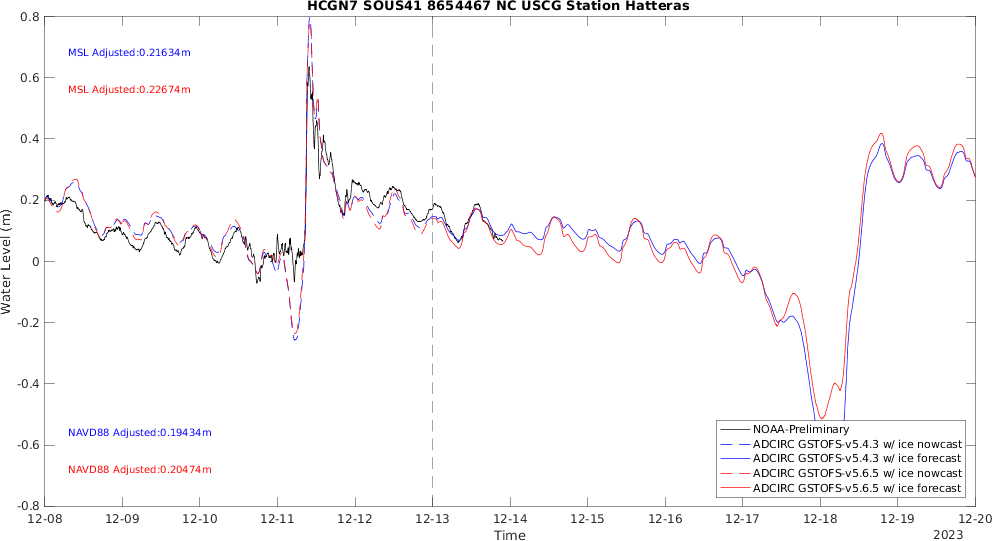 HCGN7 SOUS41 8654467 NC USCG Station Hatteras
0.8
0.6
0.4
0.2
0
-0.2
-0.4
-0.6
-0.8
Water Level (m)
MSL Adjusted:0.21634m
MSL Adjusted:0.22674m
NAVD88 Adjusted:0.19434m
NAVD88 Adjusted:0.20474m
NOAA-Preliminary
ADCIRC GSTOFS-v5.4.3 w/ ice nowcast
ADCIRC GSTOFS-v5.4.3 w/ ice forecast
ADCIRC GSTOFS-v5.6.5 w/ ice nowcast
ADCIRC GSTOFS-v5.6.5 w/ ice forecast
12-08 12-09 12-10 12-11 12-12 12-13 12-14 12-15 12-16 12-17 12-18 12-19 12-20
Time
2023